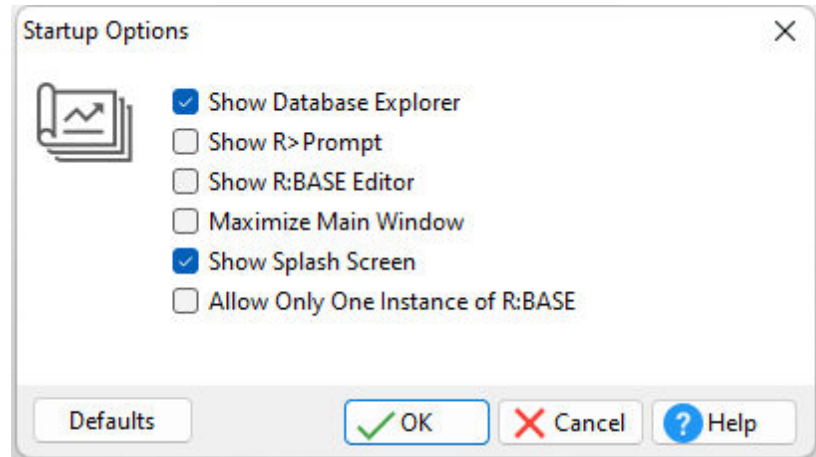 Startup Options
Show Database Explorer
Show R>Prompt
Show R:BASE Editor
Maximize Main Window
Show Splash Screen
Allow Only One Instance of R:BASE
Defaults
OK
Cancel
? Help